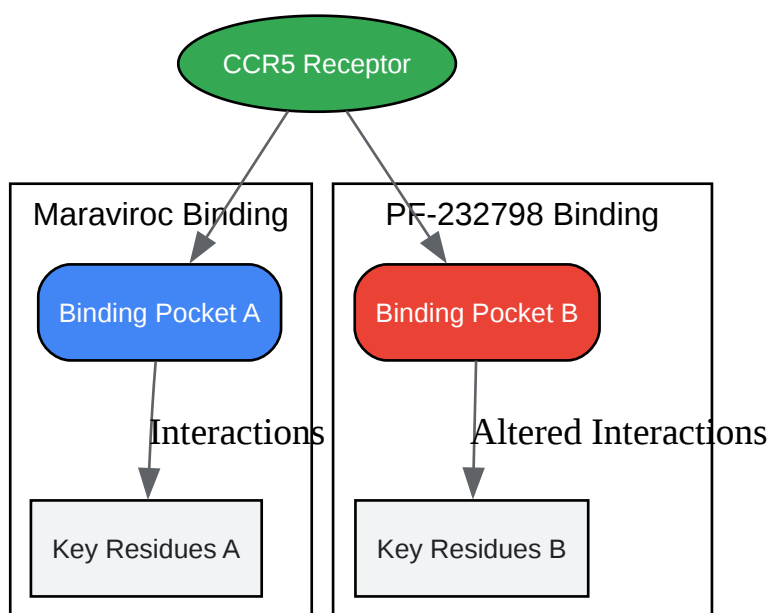 CCR5 Receptor
Maraviroc Binding
PF-232798 Binding
Binding Pocket A
Binding Pocket B
Interactions
Altered Interactions
Key Residues A
Key Residues B